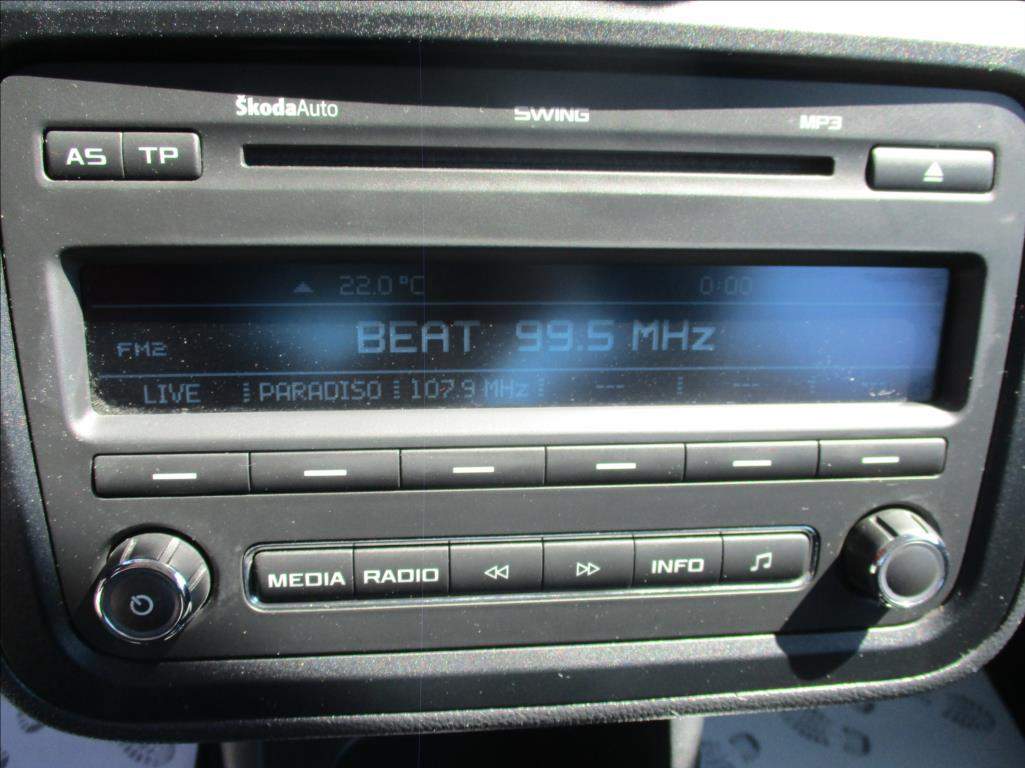 ŠkodaAuto SWING MP3
AS TP
22.0 °C 0:00
FM2 BEAT 99.5 MHz
LIVE PARADISO 107.9 MHz --- --- ---
MEDIA RADIO INFO